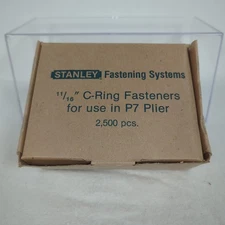 STANLEY Fastening Systems
11/16" C-Ring Fasteners
for use in P7 Plier
2,500 pcs.